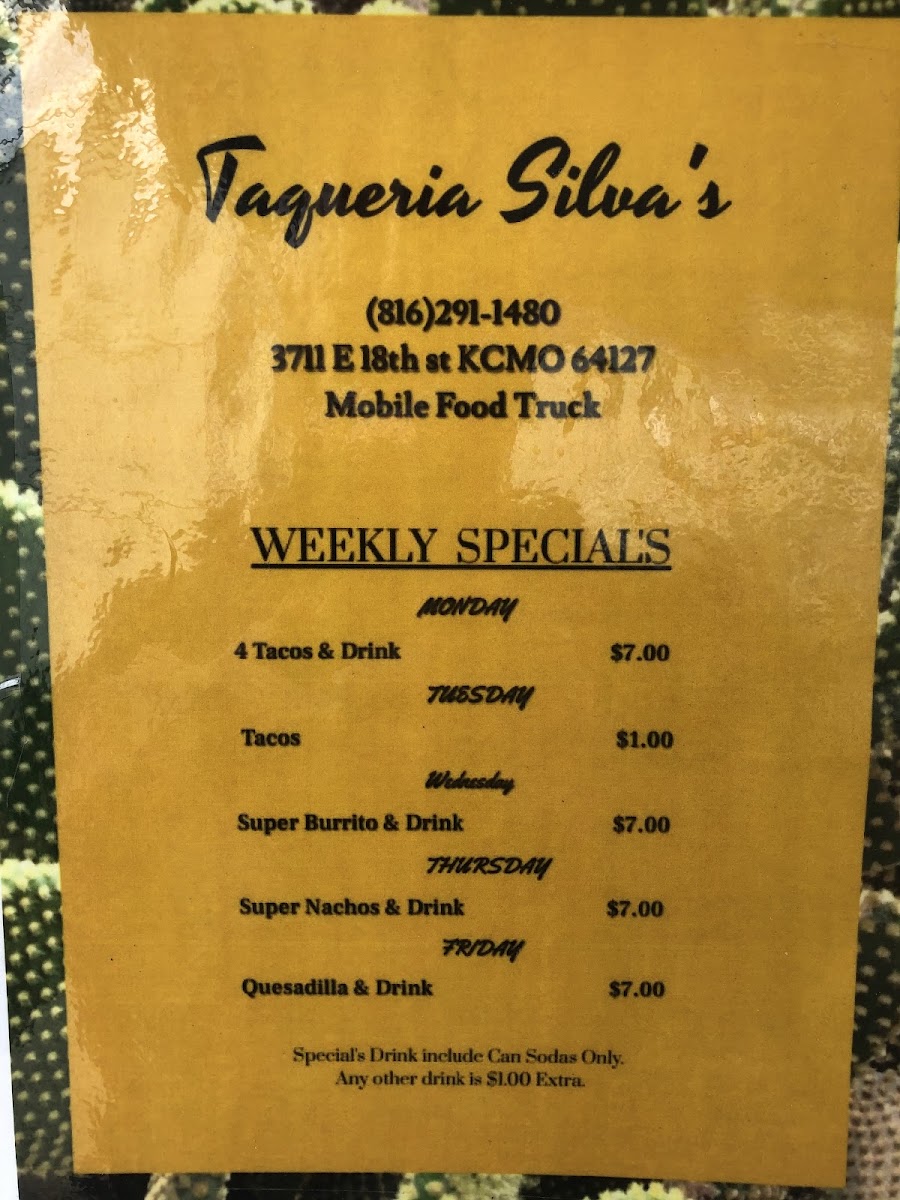 Taqueria Silva's
(816)291-1480
3711 E 18th st KCMO 64127
Mobile Food Truck
WEEKLY SPECIAL'S
MONDAY
4 Tacos & Drink $7.00
TUESDAY
Tacos $1.00
Wednesday
Super Burrito & Drink $7.00
THURSDAY
Super Nachos & Drink $7.00
FRIDAY
Quesadilla & Drink $7.00
Special's Drink include Can Sodas Only.
Any other drink is $1.00 Extra.